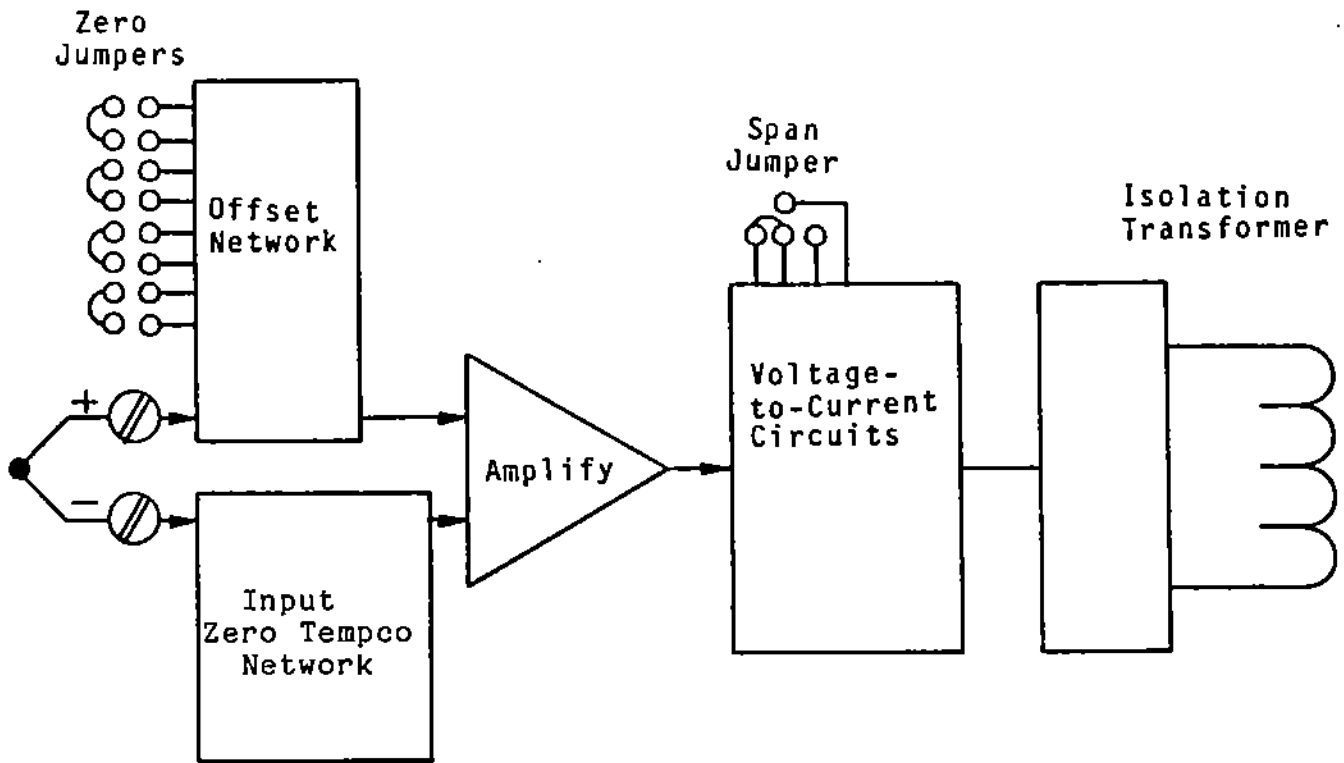 Zero
Jumpers
Offset
Network
+
−
Input
Zero Tempco
Network
Amplify
Span
Jumper
Voltage-
to-Current
Circuits
Isolation
Transformer